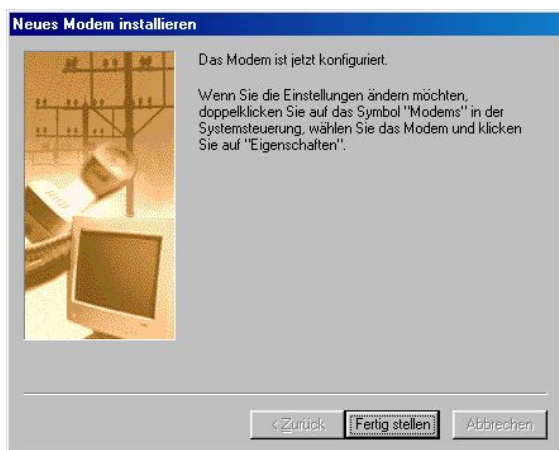 Neues Modem installieren
Das Modem ist jetzt konfiguriert.
Wenn Sie die Einstellungen ändern möchten,
doppelklicken Sie auf das Symbol "Modems" in der
Systemsteuerung, wählen Sie das Modem und klicken
Sie auf "Eigenschaften".
< Zurück
Fertig stellen
Abbrechen